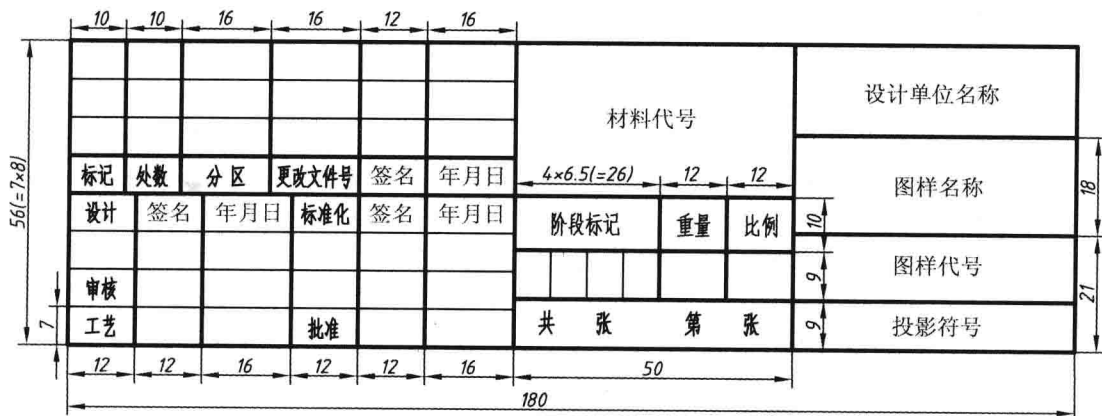 10 10 16 16 12 16
设计单位名称
材料代号
56(=7×8)
标记 处数 分区 更改文件号 签名 年月日 4×6.5(=26) 12 12 图样名称 18
设计 签名 年月日 标准化 签名 年月日 阶段标记 重量 比例 10
图样代号
9
审核
21
7 工艺 批准 共 张 第 张 9 投影符号
12 12 16 12 12 16 50
180